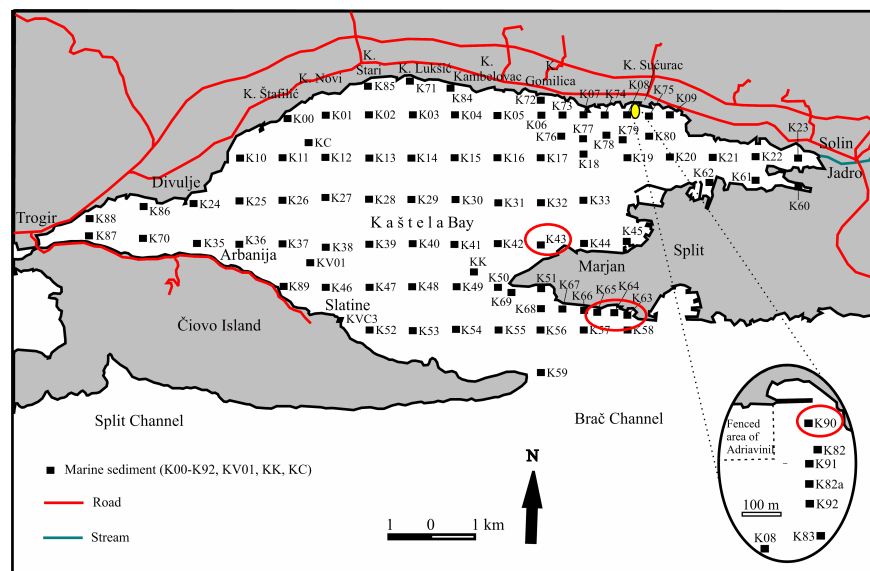 K. Štafilić
K. Novi
K.
Stari
K. Lukšić
K.
Kambelovac
K.
Gomilica
K. Sućurac
K85
K71
K84
K72
K73
K07
K74
K08
K75
K09
K00
K01
K02
K03
K04
K05
K06
K23
Solin
KC
K76
K77
K78
K79
K80
K10
K11
K12
K13
K14
K15
K16
K17
K18
K19
K20
K21
K22
Jadro
Divulje
K62
K61
K60
Trogir
K88
K86
K24
K25
K26
K27
K28
K29
K30
K31
K32
K33
Kaštela Bay
K87
K70
K35
K36
K37
K38
K39
K40
K41
K42
K43
K44
K45
Split
Arbanija
KV01
KK
Marjan
K89
K46
K47
K48
K49
K50
K51
K69
K67
K66
K65
K64
K63
Slatine
K68
Čiovo Island
KVC3
K52
K53
K54
K55
K56
K57
K58
K59
Split Channel
Brač Channel
Fenced
area of
Adriavinil
K90
K82
K91
K82a
K92
100 m
K08
K83
N
Marine sediment (K00-K92, KV01, KK, KC)
Road
Stream
1 0 1 km